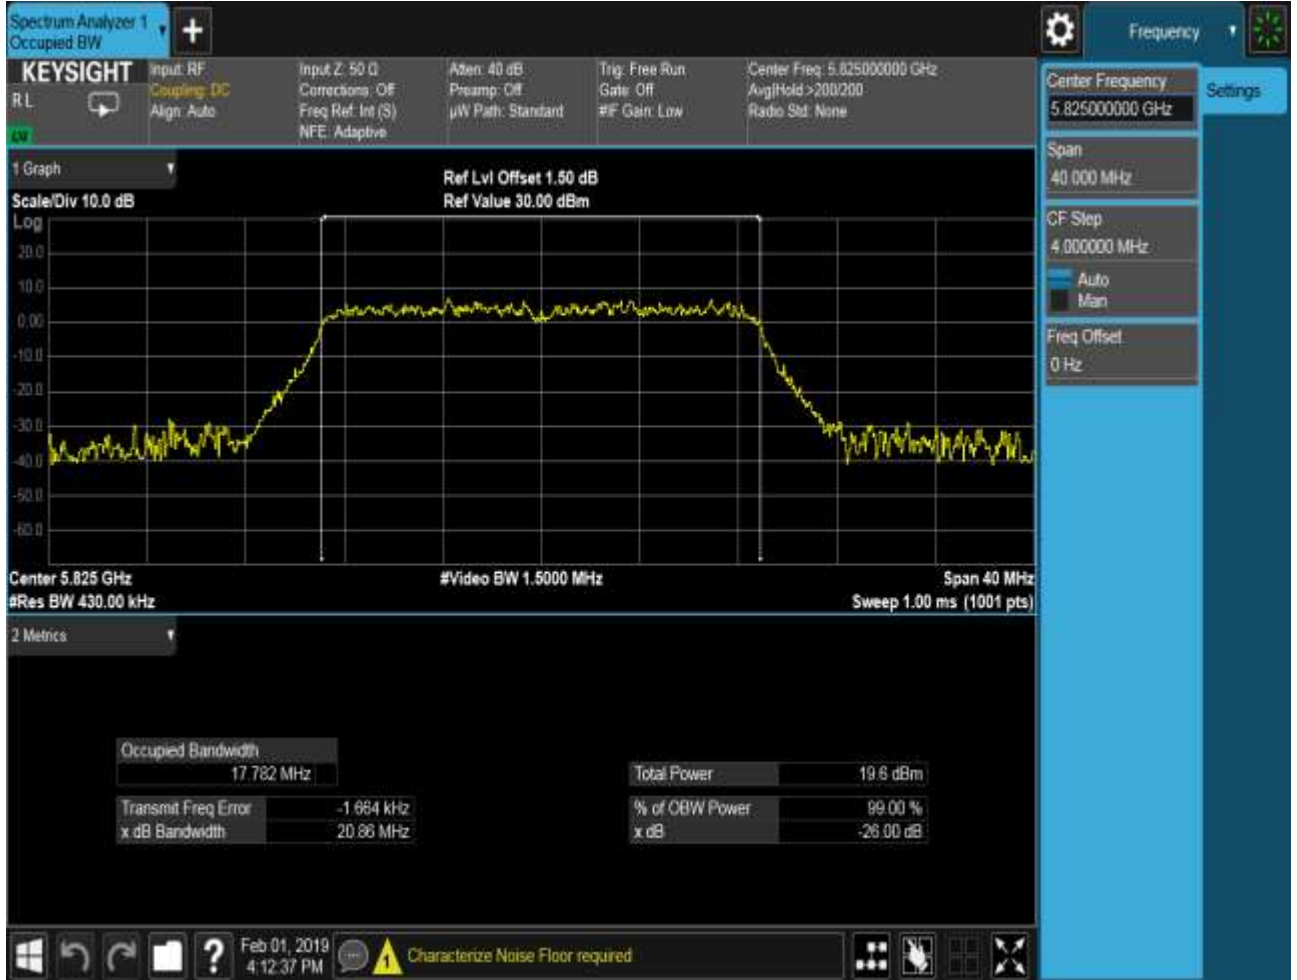 Spectrum Analyzer 1
Occupied BW
Frequency
KEYSIGHT
R L
Input: RF
Coupling: DC
Align: Auto
Input Z: 50 Ω
Corrections: Off
Freq Ref: Int (S)
NFE: Adaptive
Atten: 40 dB
Preamp: Off
µW Path: Standard
Trig: Free Run
Gate: Off
#IF Gain: Low
Center Freq: 5.825000000 GHz
Avg|Hold:>200/200
Radio Std: None
Center Frequency
5.825000000 GHz
Settings
Span
40.000 MHz
CF Step
4.000000 MHz
Auto
Man
Freq Offset
0 Hz
1 Graph
Scale/Div 10.0 dB
Ref Lvl Offset 1.50 dB
Ref Value 30.00 dBm
Log
20.0
10.0
0.00
-10.0
-20.0
-30.0
-40.0
-50.0
-60.0
Center 5.825 GHz
#Video BW 1.5000 MHz
Span 40 MHz
#Res BW 430.00 kHz
Sweep 1.00 ms (1001 pts)
2 Metrics
Occupied Bandwidth
17.782 MHz
Total Power 19.6 dBm
Transmit Freq Error -1.664 kHz
% of OBW Power 99.00 %
x dB Bandwidth 20.86 MHz
x dB -26.00 dB
?
Feb 01, 2019
4:12:37 PM
1
Characterize Noise Floor required